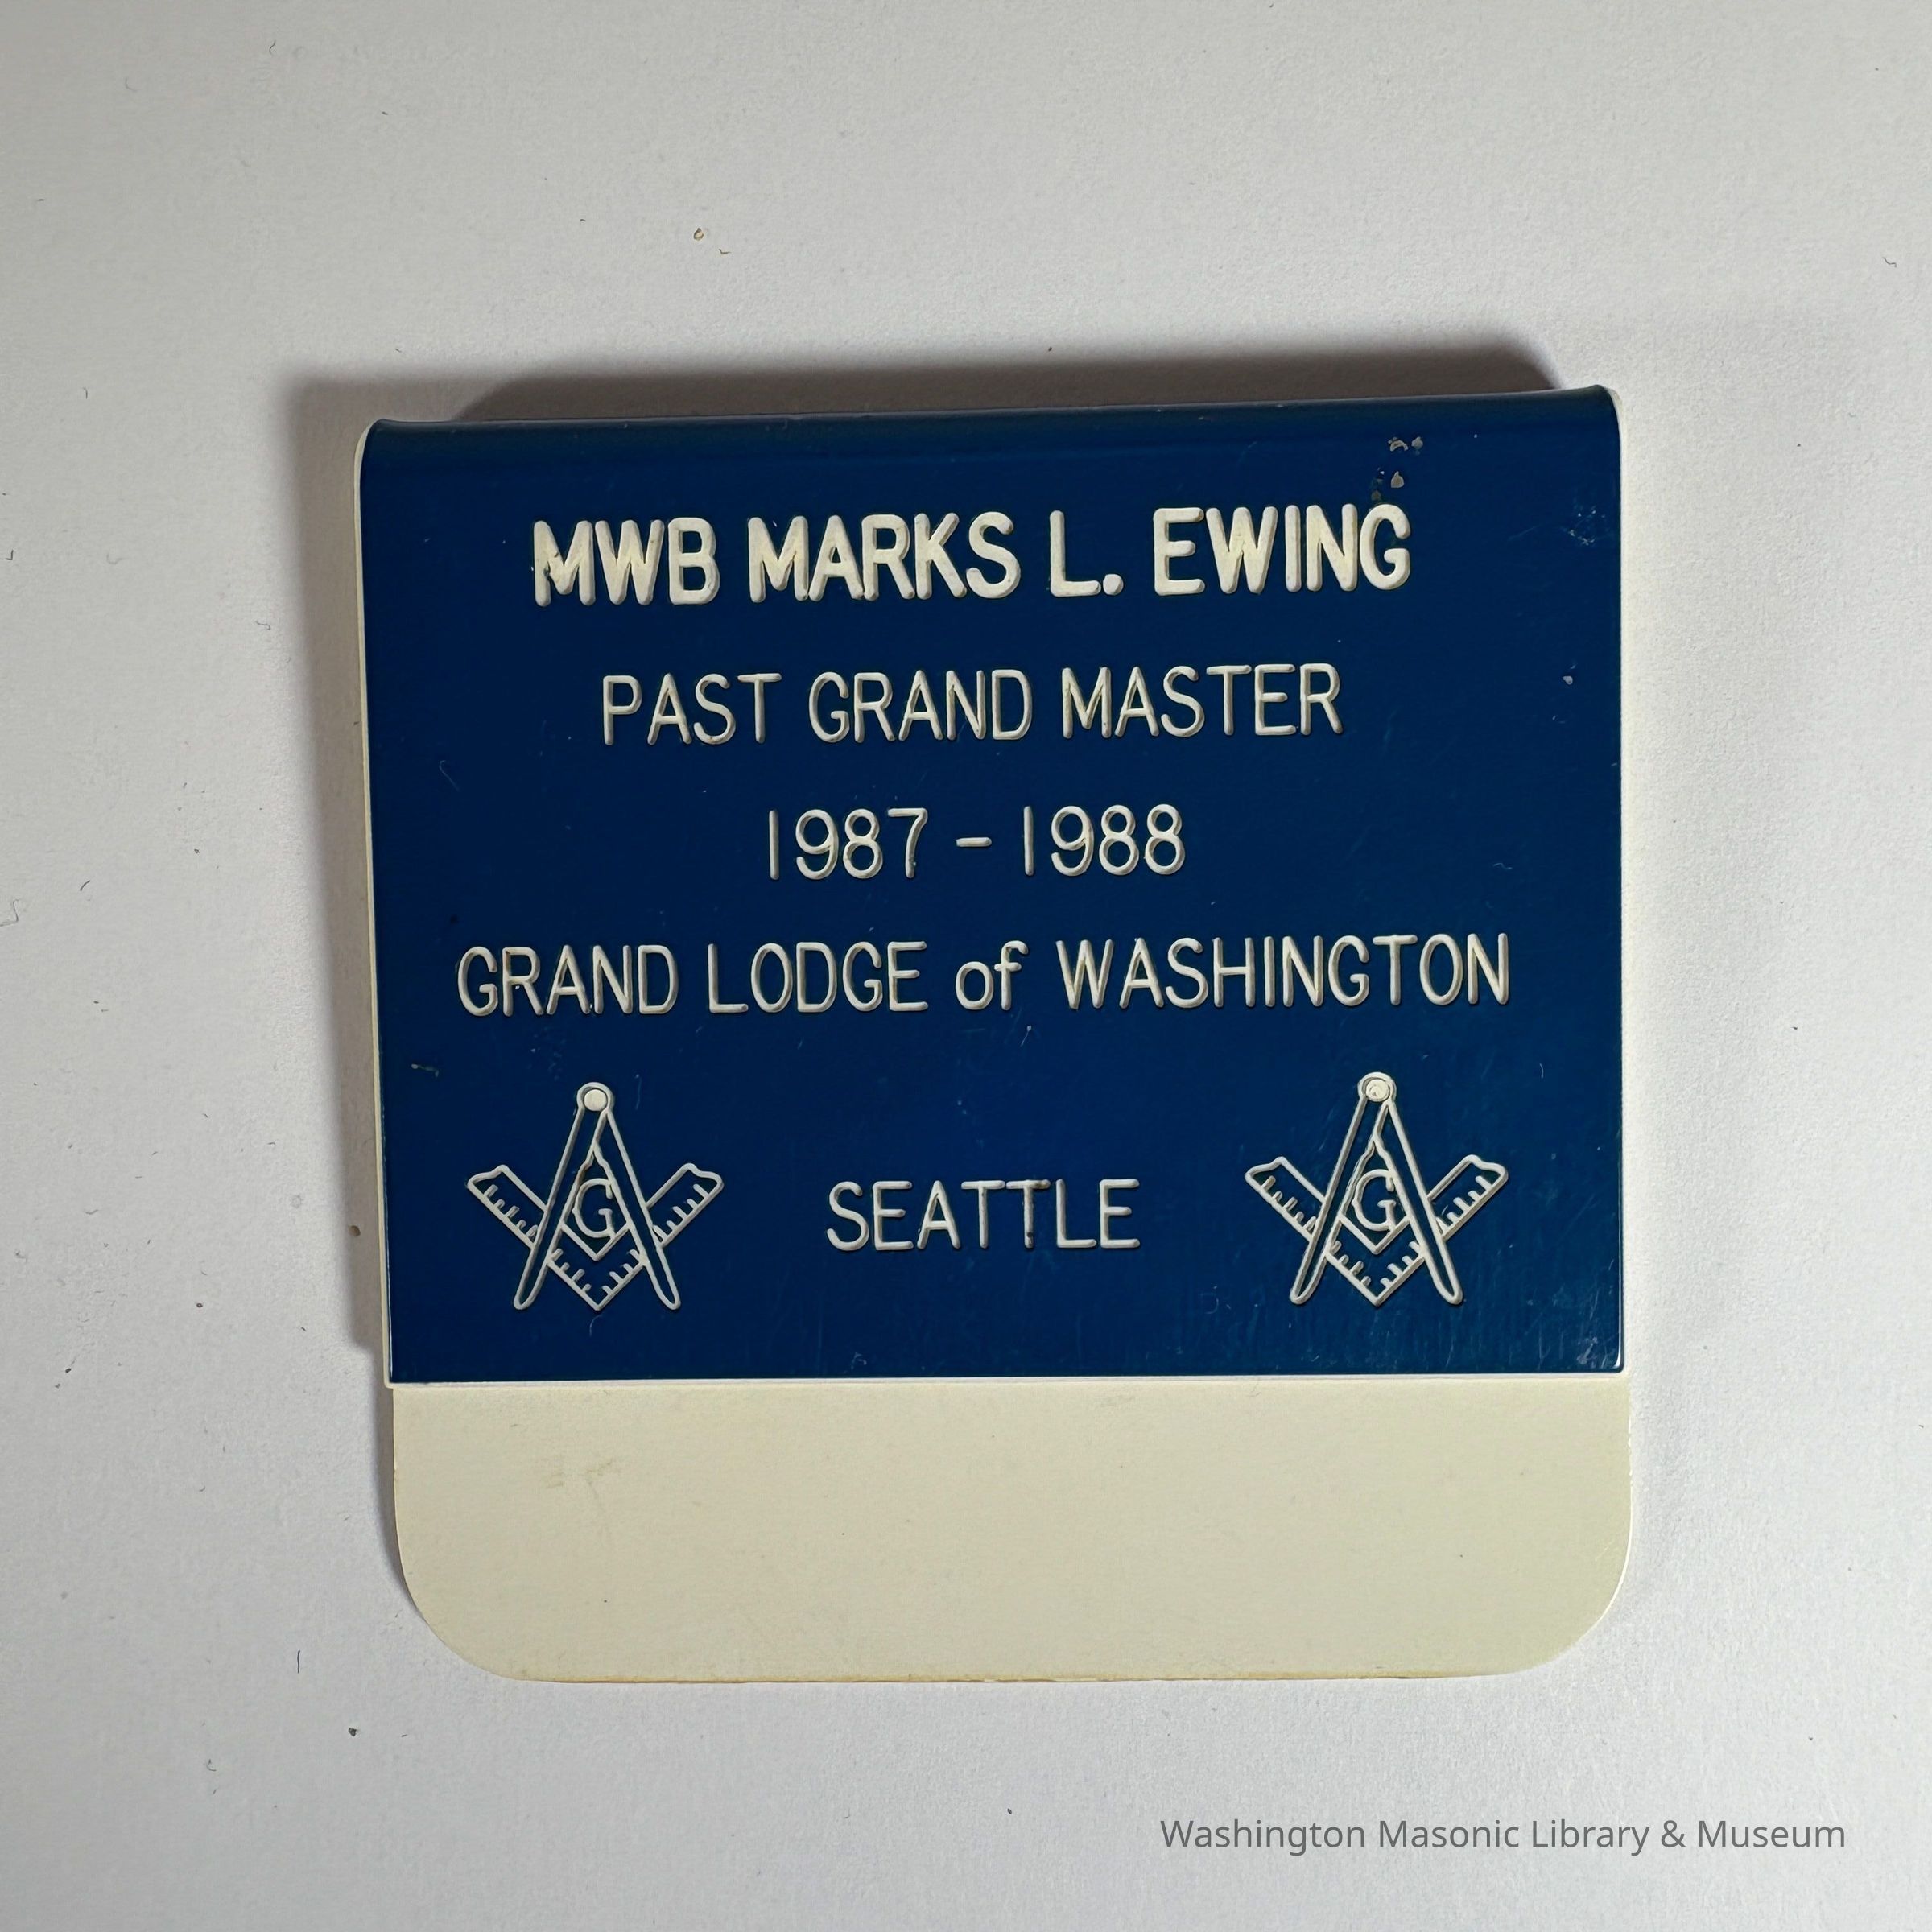 MWB MARKS L. EWING
PAST GRAND MASTER
1987 - 1988
GRAND LODGE of WASHINGTON
G SEATTLE G
Washington Masonic Library & Museum